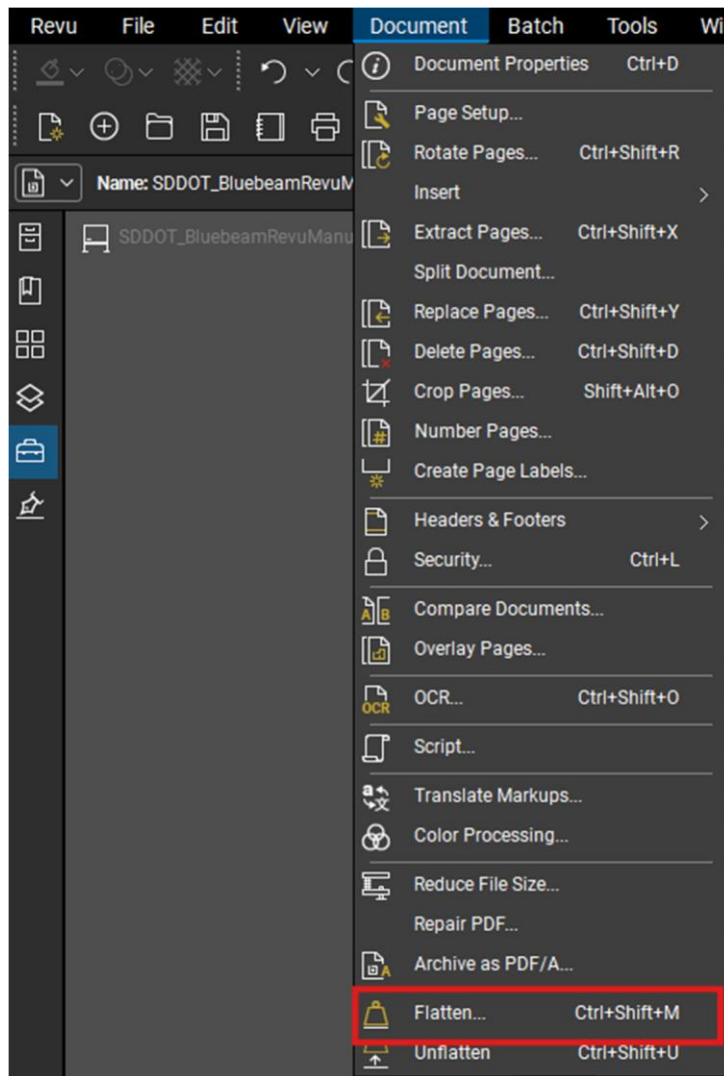 Revu File Edit View Document Batch Tools
Document Properties Ctrl+D
Page Setup...
Rotate Pages... Ctrl+Shift+R
Name: SDDOT_BluebeamRevuM
Insert
SDDOT_BluebeamRevuManu
Extract Pages... Ctrl+Shift+X
Split Document...
Replace Pages... Ctrl+Shift+Y
Delete Pages... Ctrl+Shift+D
Crop Pages... Shift+Alt+O
Number Pages...
Create Page Labels...
Headers & Footers
Security... Ctrl+L
Compare Documents...
Overlay Pages...
OCR OCR... Ctrl+Shift+O
Script...
Translate Markups...
Color Processing...
Reduce File Size...
Repair PDF...
Archive as PDF/A...
Flatten... Ctrl+Shift+M
Unflatten Ctrl+Shift+U